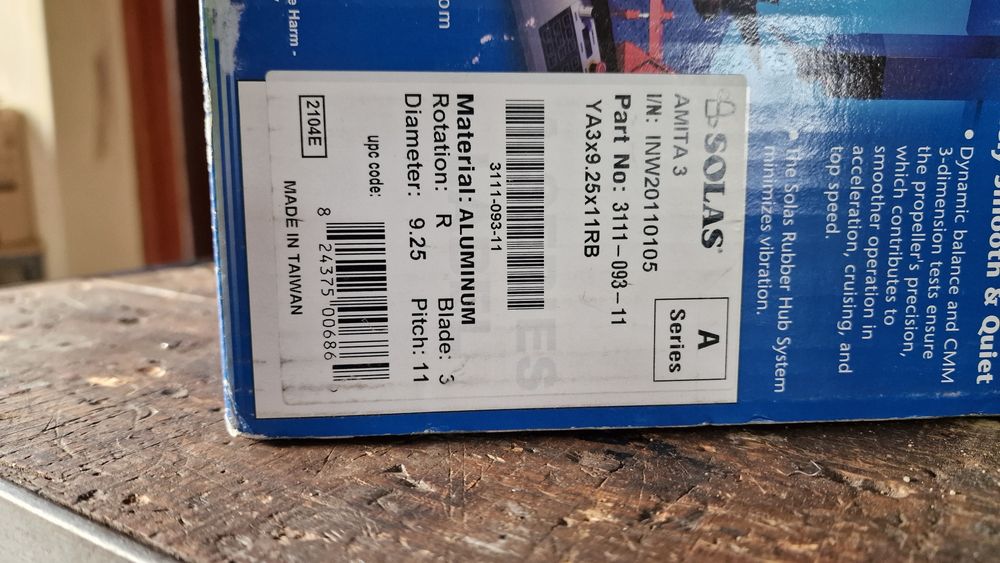 y Smooth & Quiet
• Dynamic balance and CMM
3-dimension tests ensure
the propeller's precision,
which contributes to
smoother operation in
acceleration, cruising, and
top speed.
• The Solas Rubber Hub System
minimizes vibration.
SOLAS®
A
Series
AMITA 3
I/N: INW20110105
Part No: 3111-093-11
YA3x9.25x11RB
A SERIES
3111-093-11
Material: ALUMINUM
Rotation: R Blade: 3
Diameter: 9.25 Pitch: 11
upc code:
8 24375 00686
2104E
MADE IN TAIWAN
om
e Harm -